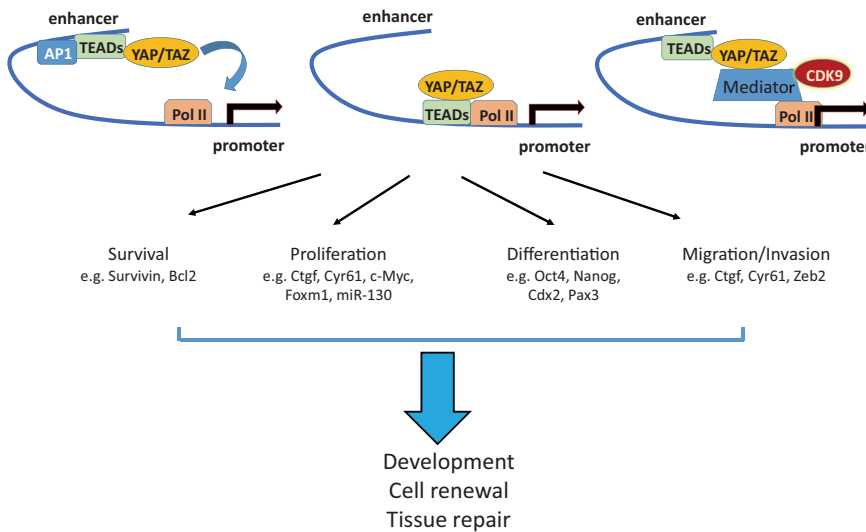 enhancer
AP1
TEADs
YAP/TAZ
Pol II
promoter
enhancer
YAP/TAZ
TEADs
Pol II
promoter
enhancer
TEADs
YAP/TAZ
CDK9
Mediator
Pol II
promoter
Survival
e.g. Survivin, Bcl2
Proliferation
e.g. Ctgf, Cyr61, c-Myc,
Foxm1, miR-130
Differentiation
e.g. Oct4, Nanog,
Cdx2, Pax3
Migration/Invasion
e.g. Ctgf, Cyr61, Zeb2
Development
Cell renewal
Tissue repair